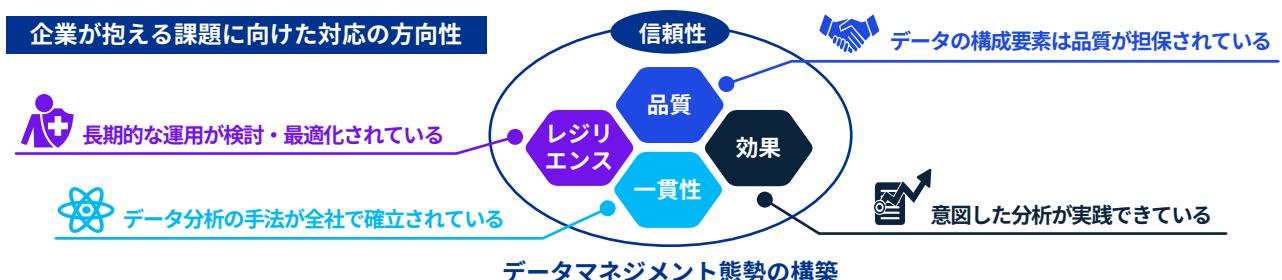 企業が抱える課題に向けた対応の方向性
信頼性
データの構成要素は品質が担保されている
品質
長期的な運用が検討・最適化されている
レジリ
エンス
効果
一貫性
データ分析の手法が全社で確立されている
意図した分析が実践できている
データマネジメント態勢の構築